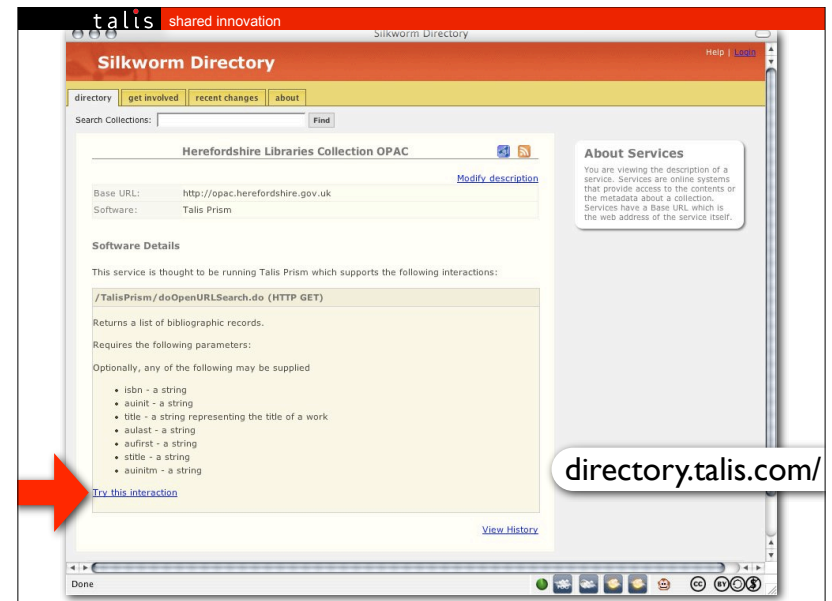 talis shared innovation
Silkworm Directory
Silkworm Directory
Help | Login
directory get involved recent changes about
Search Collections: Find
Herefordshire Libraries Collection OPAC
Modify description
Base URL: http://opac.herefordshire.gov.uk
Software: Talis Prism
Software Details
This service is thought to be running Talis Prism which supports the following interactions:
/TalisPrism/doOpenURLSearch.do (HTTP GET)
Returns a list of bibliographic records.
Requires the following parameters:
Optionally, any of the following may be supplied
• isbn - a string
• auinit - a string
• title - a string representing the title of a work
• aulast - a string
• aufirst - a string
• stitle - a string
• auinitm - a string
Try this interaction
View History
About Services
You are viewing the description of a
service. Services are online systems
that provide access to the contents or
the metadata about a collection.
Services have a Base URL which is
the web address of the service itself.
directory.talis.com/
Done
cc BY $